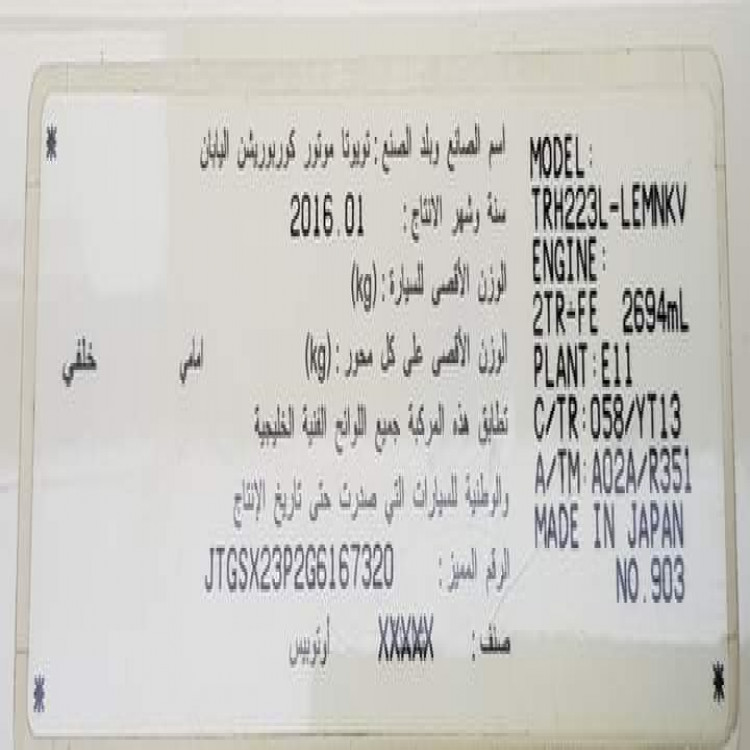 اسم الصانع وبلد الصنع: تويوتا موتور كوربوريشن اليابان
سنة وشهر الانتاج: 2016.01
الوزن الأقصى للسيارة: (kg)
الوزن الأقصى على كل محور: (kg) امامي خلفي
تطابق هذه المركبة جميع اللوائح الفنية الخليجية
والوطنية للسيارات التي صدرت حتى تاريخ الإنتاج
الرقم المميز: JTGSX23P2G6167320
صنف: XXXXX أوتوبيس
MODEL:
TRH223L-LEMNKV
ENGINE:
2TR-FE 2694mL
PLANT:E11
C/TR:058/YT13
A/TM:A02A/R351
MADE IN JAPAN
NO.903